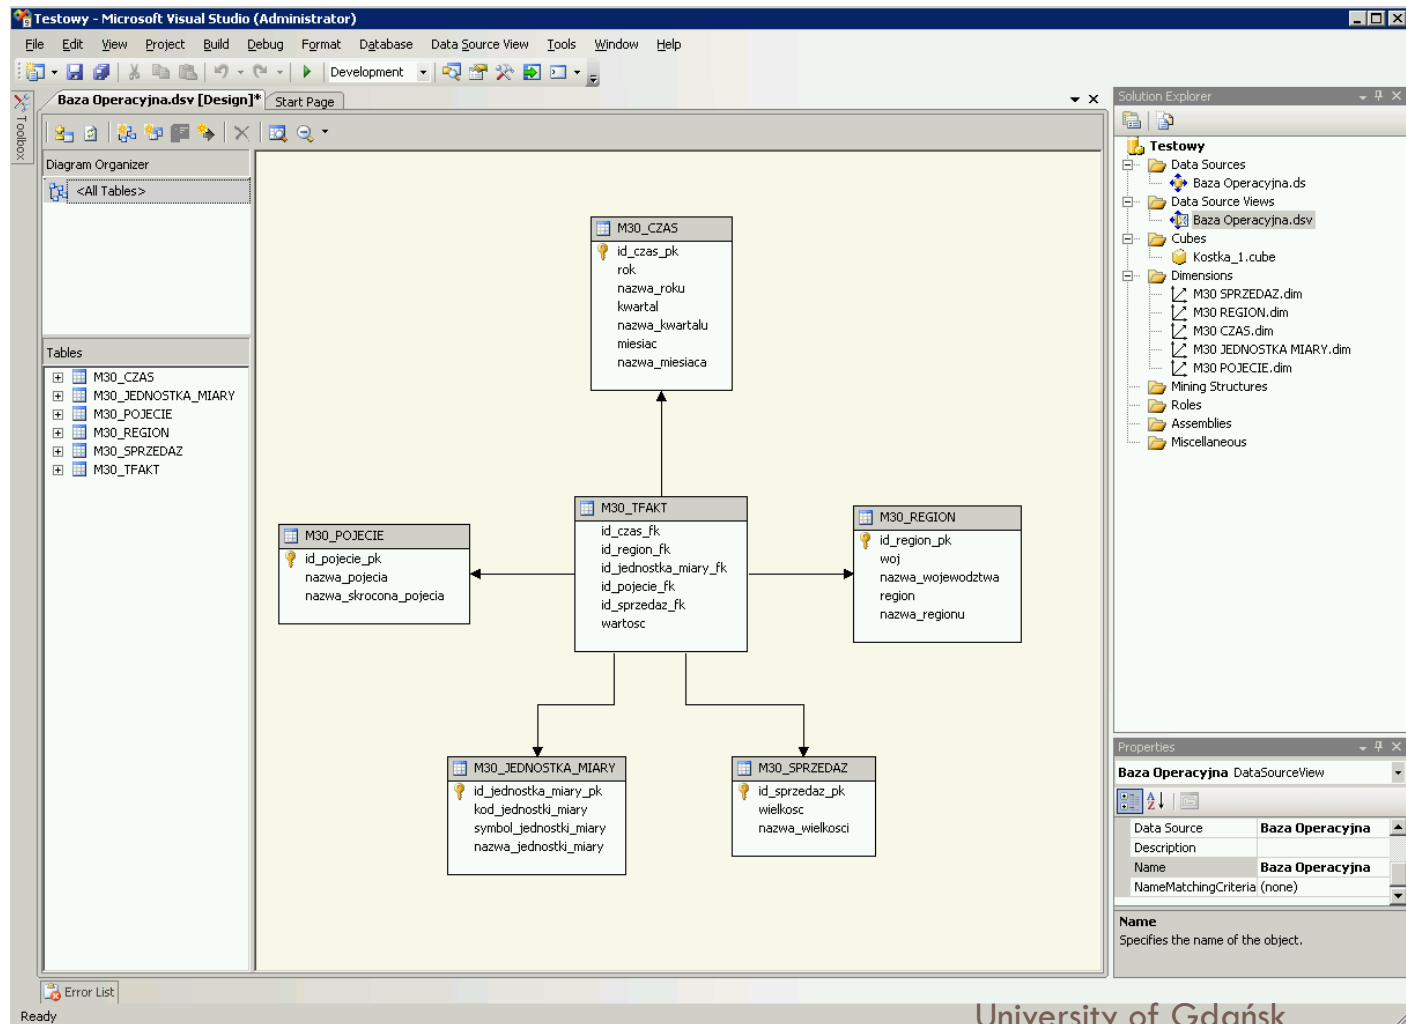 Testowy - Microsoft Visual Studio (Administrator)
File Edit View Project Build Debug Format Database Data Source View Tools Window Help
Development
Toolbox
Baza Operacyjna.dsv [Design]* Start Page
Diagram Organizer
<All Tables>
Tables
M30_CZAS
M30_JEDNOSTKA_MIARY
M30_POJECIE
M30_REGION
M30_SPRZEDAZ
M30_TFAKT
M30_CZAS
id_czas_pk
rok
nazwa_roku
kwartal
nazwa_kwartalu
miesiac
nazwa_miesiaca
M30_POJECIE
id_pojecie_pk
nazwa_pojecia
nazwa_skrocona_pojecia
M30_TFAKT
id_czas_fk
id_region_fk
id_jednostka_miary_fk
id_pojecie_fk
id_sprzedaz_fk
wartosc
M30_REGION
id_region_pk
woj
nazwa_wojewodztwa
region
nazwa_regionu
M30_JEDNOSTKA_MIARY
id_jednostka_miary_pk
kod_jednostki_miary
symbol_jednostki_miary
nazwa_jednostki_miary
M30_SPRZEDAZ
id_sprzedaz_pk
wielkosc
nazwa_wielkosci
Solution Explorer
Testowy
Data Sources
Baza Operacyjna.ds
Data Source Views
Baza Operacyjna.dsv
Cubes
Kostka_1.cube
Dimensions
M30 SPRZEDAZ.dim
M30 REGION.dim
M30 CZAS.dim
M30 JEDNOSTKA MIARY.dim
M30 POJECIE.dim
Mining Structures
Roles
Assemblies
Miscellaneous
Properties
Baza Operacyjna DataSourceView
Data Source Baza Operacyjna
Description
Name Baza Operacyjna
NameMatchingCriteria (none)
Name
Specifies the name of the object.
Error List
Ready
University of Gdańsk